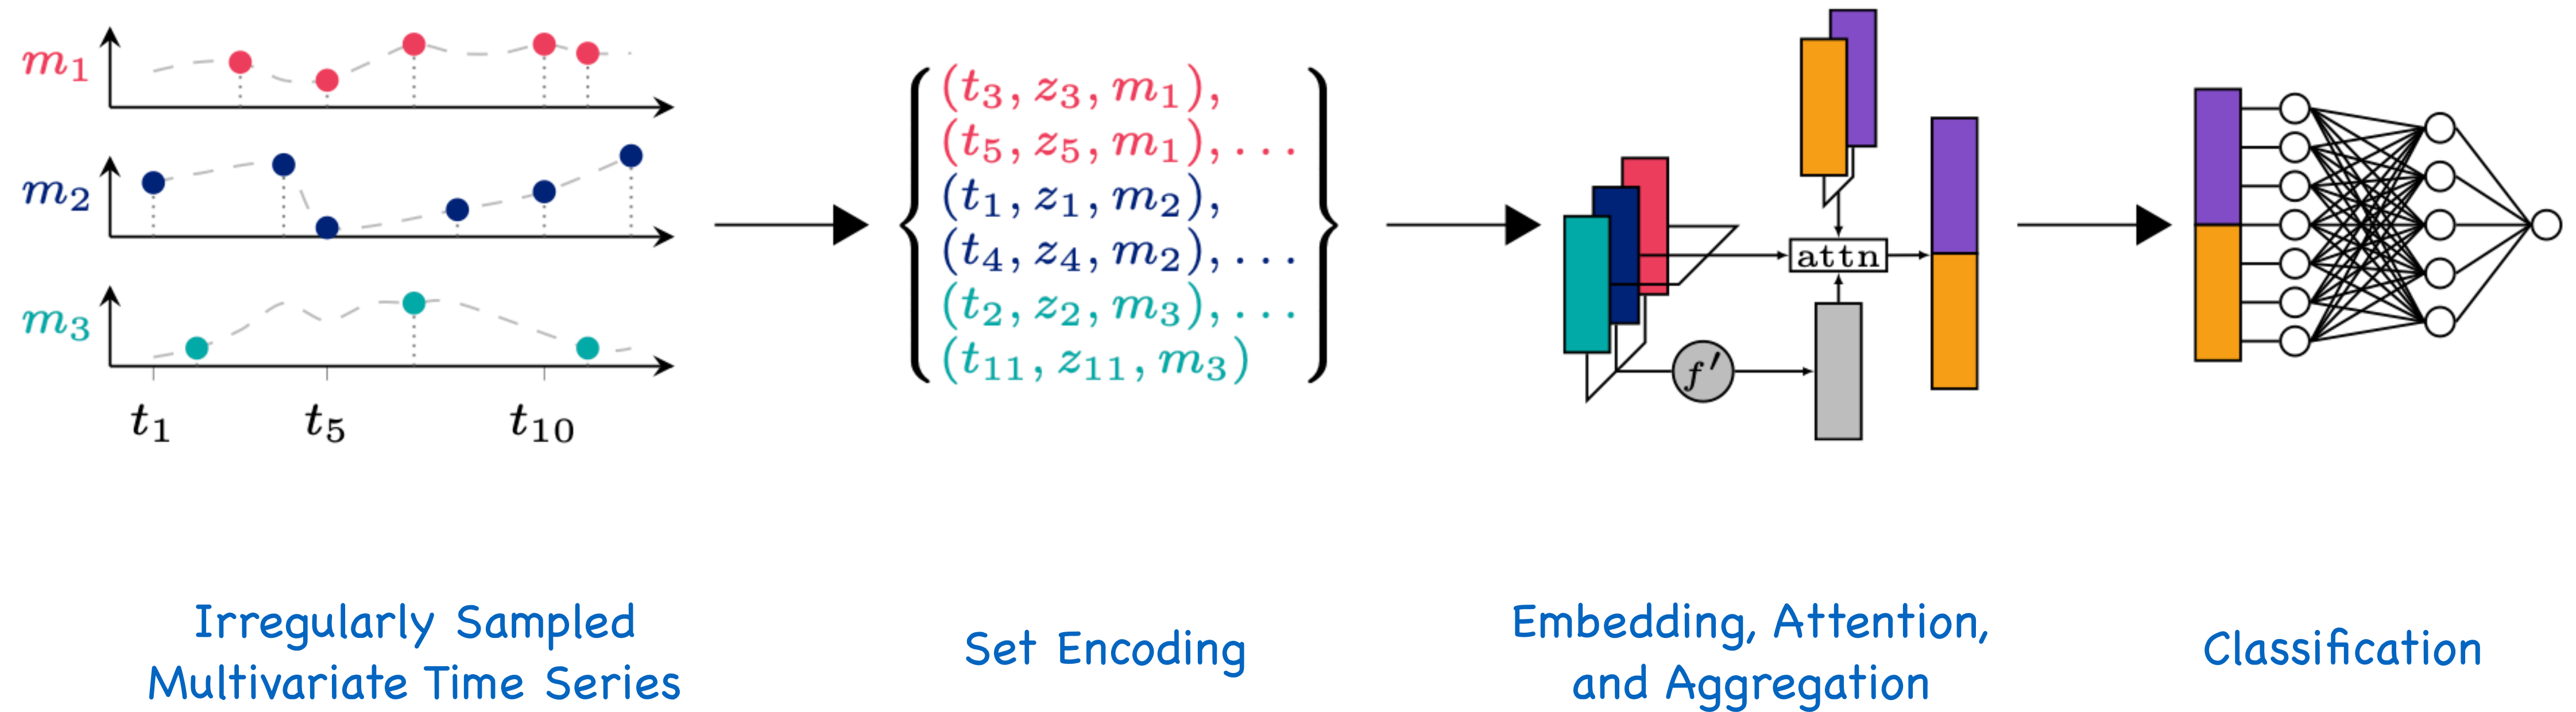 m₁
m₂
m₃
t₁ t₅ t₁₀
(t₃, z₃, m₁),
(t₅, z₅, m₁), ...
(t₁, z₁, m₂),
(t₄, z₄, m₂), ...
(t₂, z₂, m₃), ...
(t₁₁, z₁₁, m₃)
attn
f′
Irregularly Sampled
Multivariate Time Series
Set Encoding
Embedding, Attention,
and Aggregation
Classification